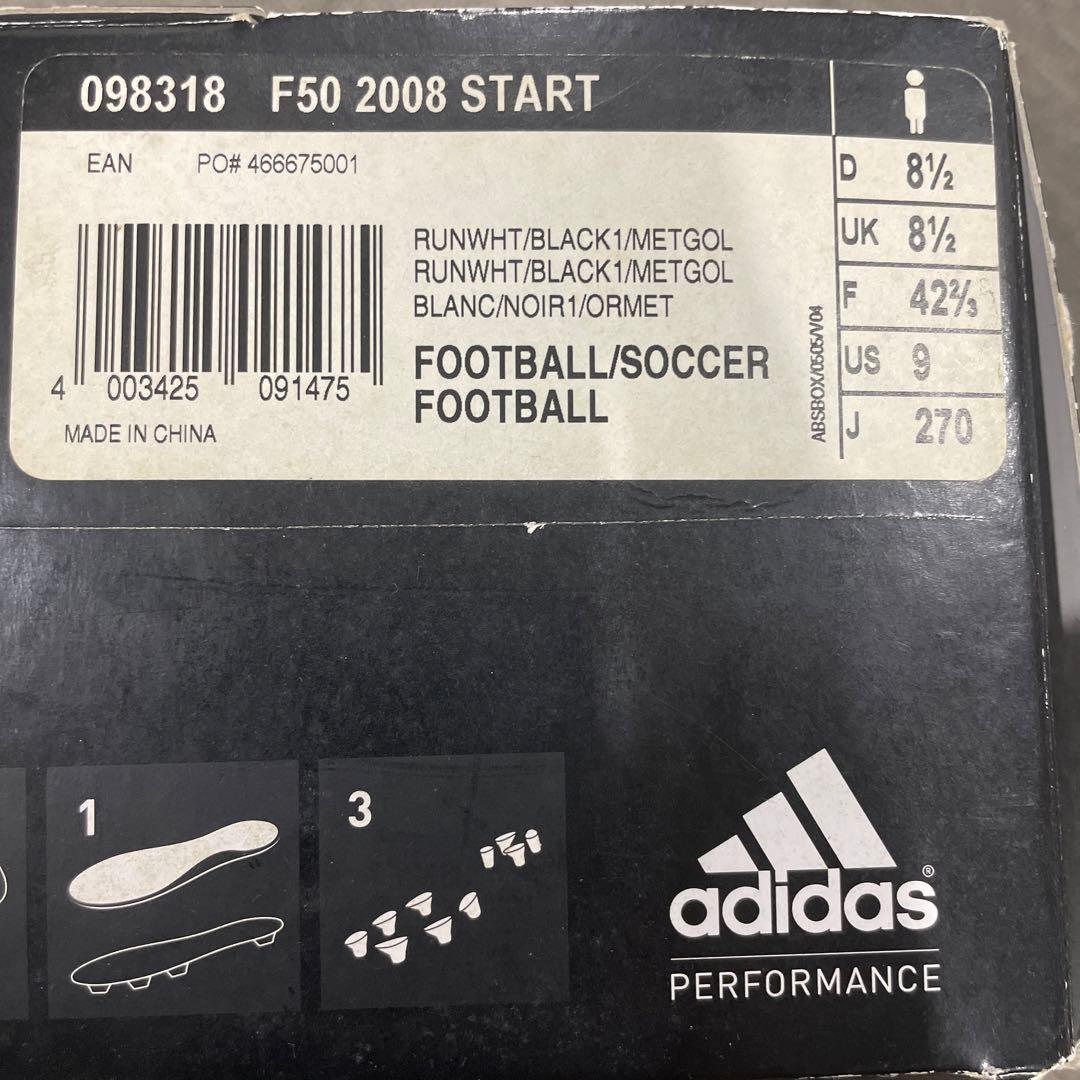 098318 F50 2008 START
EAN PO# 466675001
RUNWHT/BLACK1/METGOL
RUNWHT/BLACK1/METGOL
BLANC/NOIR1/ORMET
FOOTBALL/SOCCER
FOOTBALL
4 003425 091475
MADE IN CHINA
ABSBOX/0505/V04
D 8½
UK 8½
F 42⅔
US 9
J 270
1
3
adidas®
PERFORMANCE